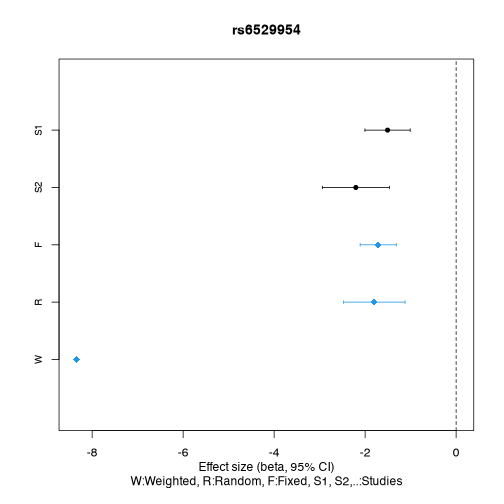 rs6529954
S1
S2
F
R
W
-8 -6 -4 -2 0
Effect size (beta, 95% CI)
W:Weighted, R:Random, F:Fixed, S1, S2,..:Studies